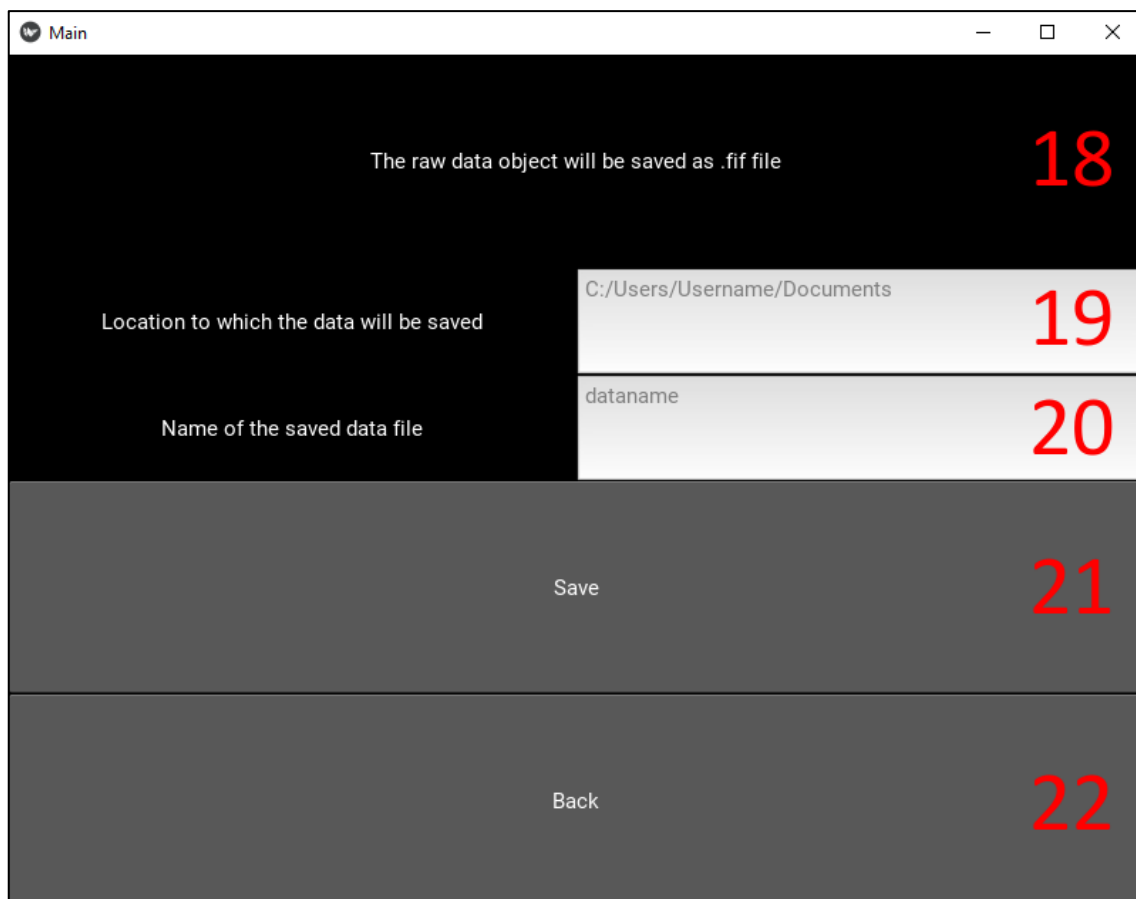 Main
The raw data object will be saved as .fif file 18
C:/Users/Username/Documents
Location to which the data will be saved 19
dataname
Name of the saved data file 20
Save 21
Back 22